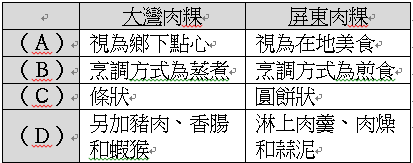 大灣肉粿 屏東肉粿
(A) 視為鄉下點心 視為在地美食
(B) 烹調方式為蒸煮 烹調方式為煎食
(C) 條狀 圓餅狀
(D) 另加豬肉、香腸和蝦猴 淋上肉羹、肉燥和蒜泥